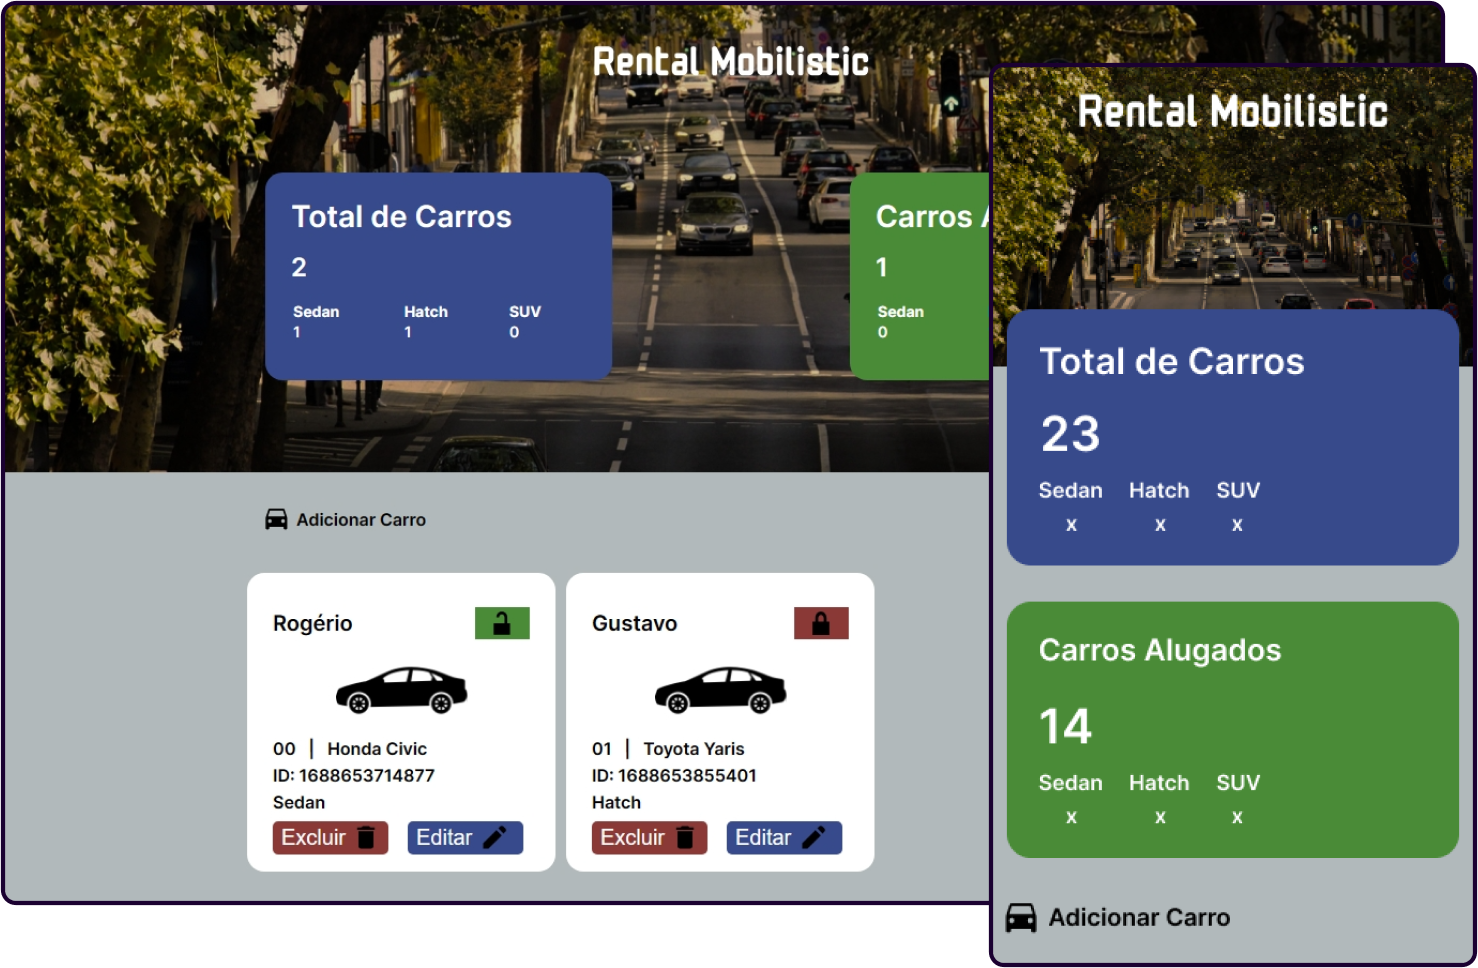 Rental Mobilistic
Total de Carros
2
Sedan Hatch SUV
1 1 0
Carros
1
Sedan
0
Adicionar Carro
Rogério
00 | Honda Civic
ID: 1688653714877
Sedan
Excluir Editar
Gustavo
01 | Toyota Yaris
ID: 1688653855401
Hatch
Excluir Editar
Rental Mobilistic
Total de Carros
23
Sedan Hatch SUV
x x x
Carros Alugados
14
Sedan Hatch SUV
x x x
Adicionar Carro